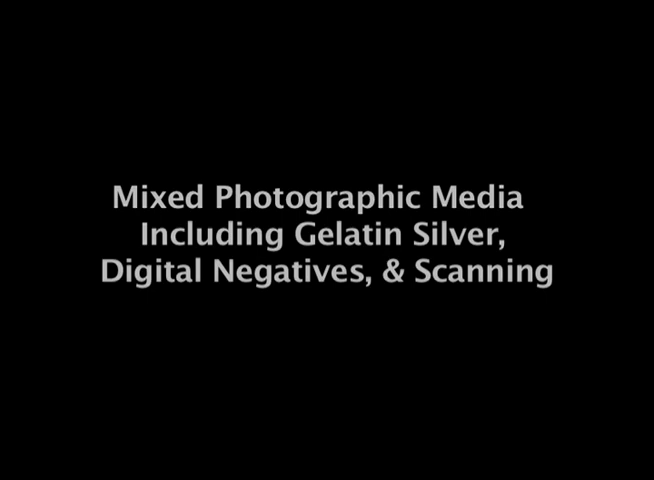 Mixed Photographic Media
Including Gelatin Silver,
Digital Negatives, & Scanning